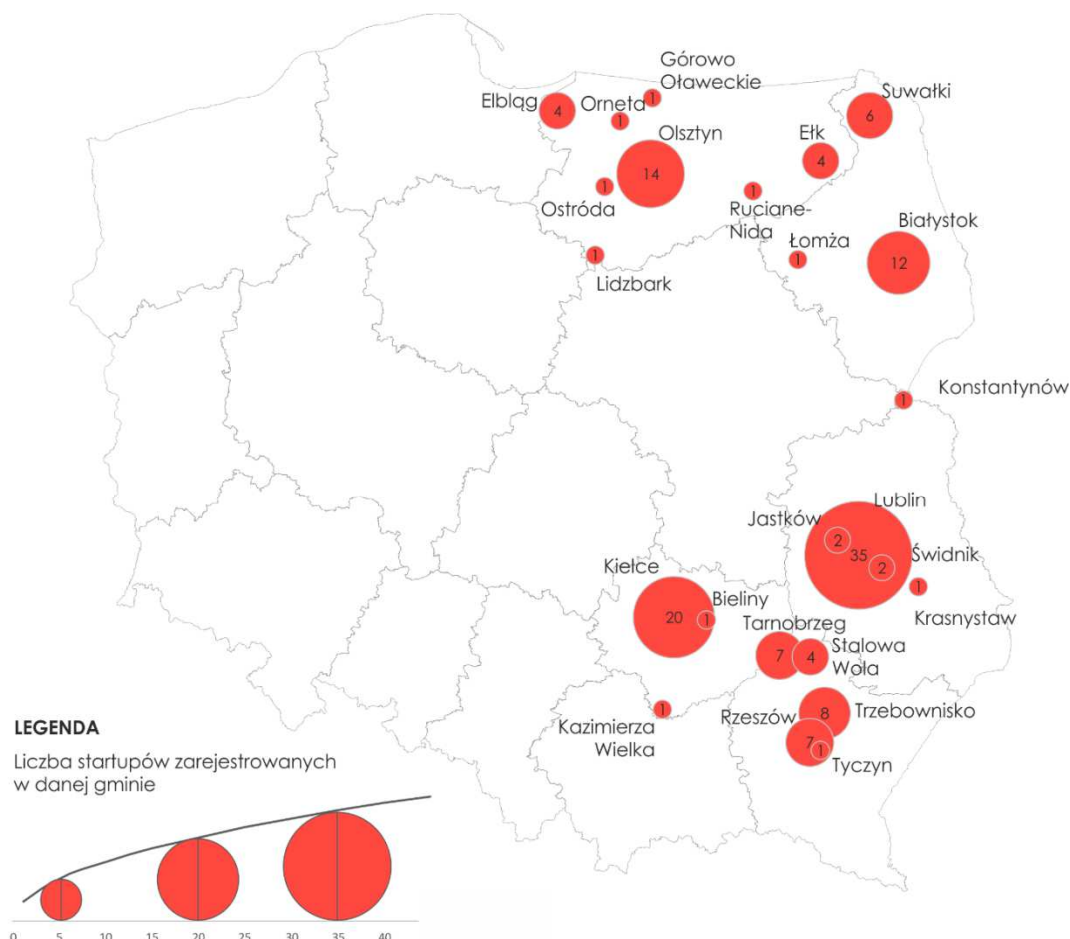 Górowo
Oławeckie
1
Elbląg
4
Orneta
1
Suwałki
6
Olsztyn
14
Ełk
4
Ostróda
1
Ruciane-
Nida
1
Białystok
12
Łomża
1
Lidzbark
1
Konstantynów
1
Lublin
35
Jastków
2
Świdnik
2
Krasnystaw
1
Kiełce
20
Bieliny
1
Tarnobrzeg
7
Stalowa
Woła
4
Kazimierza
Wielka
1
Rzeszów
7
Trzebownisko
8
Tyczyn
1
LEGENDA
Liczba startupów zarejestrowanych
w danej gminie
0 5 10 15 20 25 30 35 40